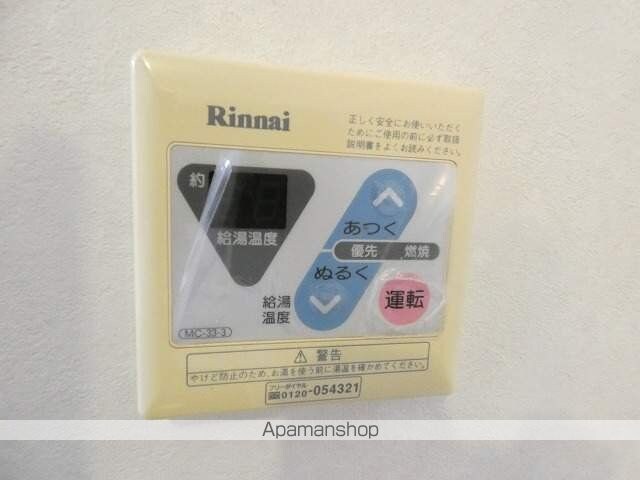 Rinnai
正しく安全にお使いいただく
ためにご使用の前に必ず取扱
説明書をよくお読みください。
約
給湯温度
あつく
優先 燃焼
ぬるく
給湯
温度
運転
MC-33-3
⚠ 警告
やけど防止のため、お湯を使う前に湯温を確かめてください。
フリーダイヤル
0120-054321
Apamanshop